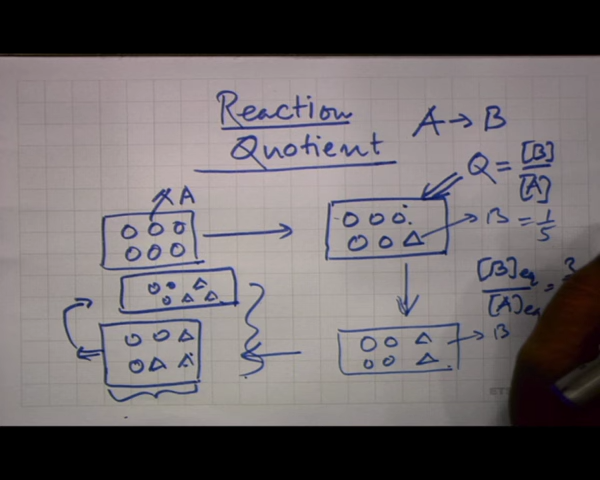 Reaction
Quotient
A → B
Q = [B]/[A]
A
B = 1/5
[B]eq/[A]eq =
B